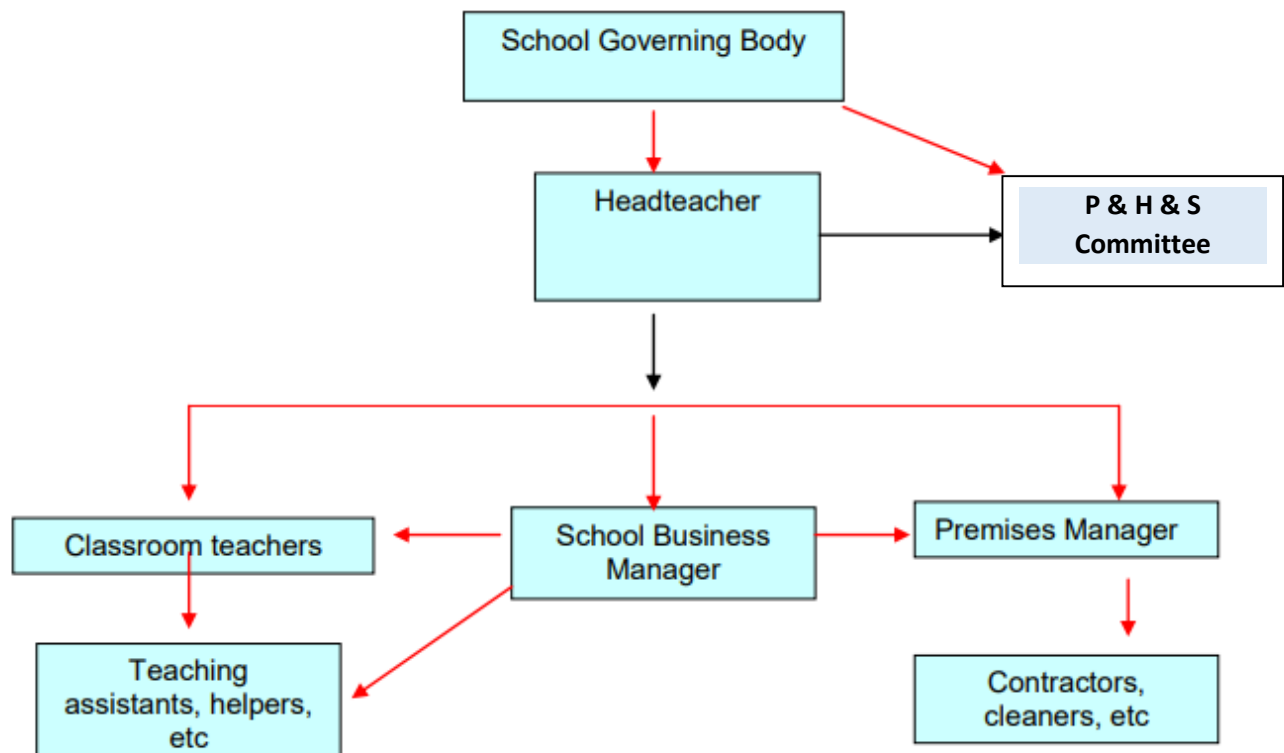 School Governing Body
Headteacher
P & H & S
Committee
Classroom teachers
School Business
Manager
Premises Manager
Teaching
assistants, helpers,
etc
Contractors,
cleaners, etc